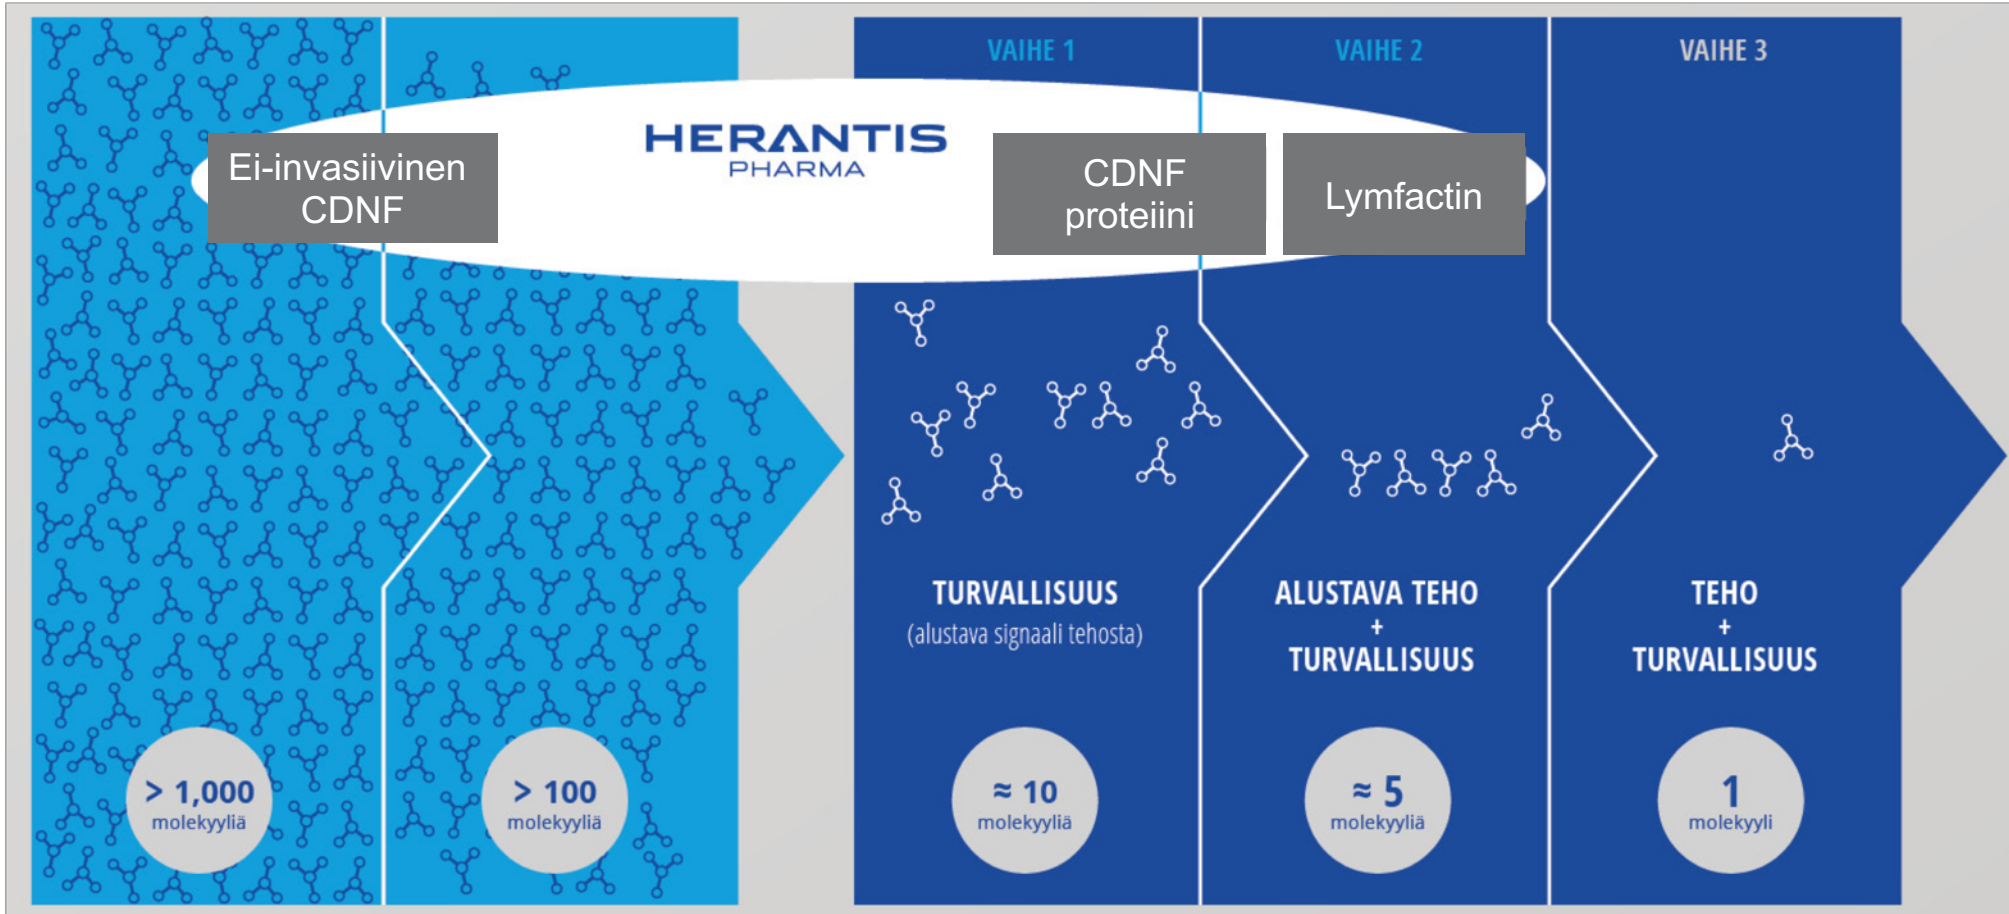 VAIHE 1
VAIHE 2
VAIHE 3
HERANTIS
PHARMA
Ei-invasiivinen
CDNF
CDNF
proteiini
Lymfactin
TURVALLISUUS
(alustava signaali tehosta)
ALUSTAVA TEHO
+
TURVALLISUUS
TEHO
+
TURVALLISUUS
> 1,000
molekyyliä
> 100
molekyyliä
≈ 10
molekyyliä
≈ 5
molekyyliä
1
molekyyli